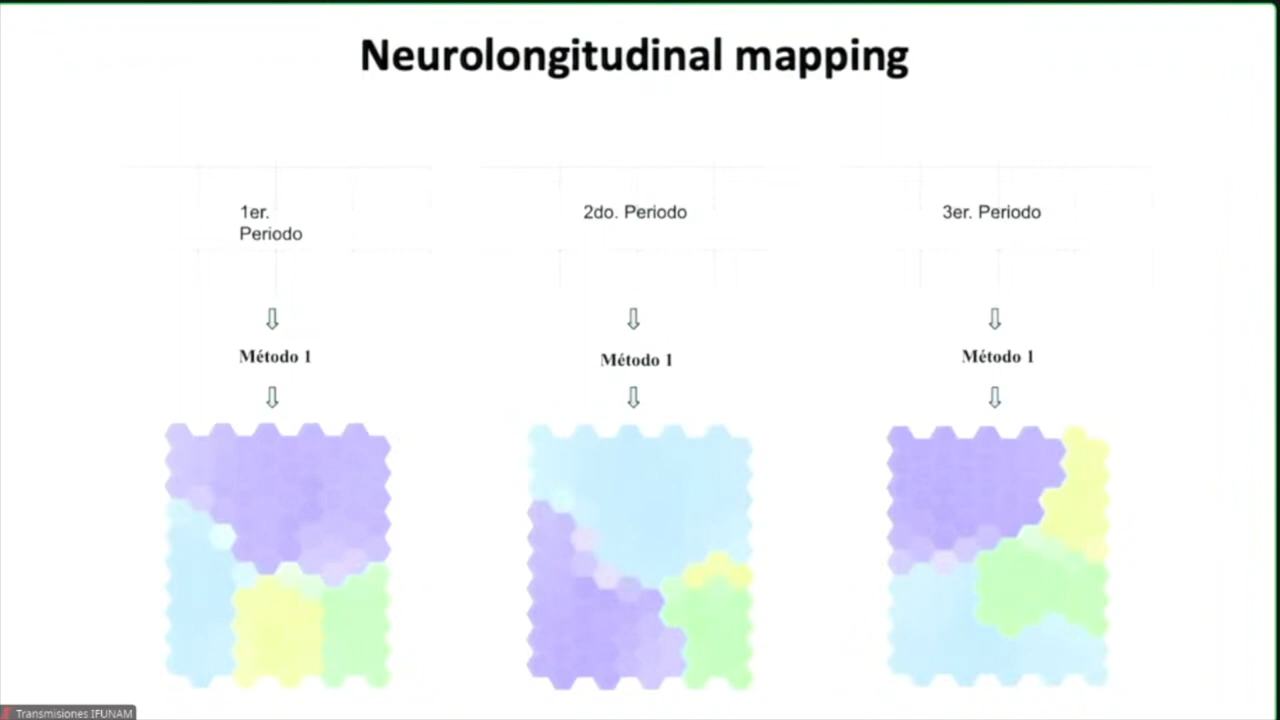 Neurolongitudinal mapping
1er.
Periodo
2do. Periodo
3er. Periodo
Método 1
Método 1
Método 1
Transmisiones IFUNAM